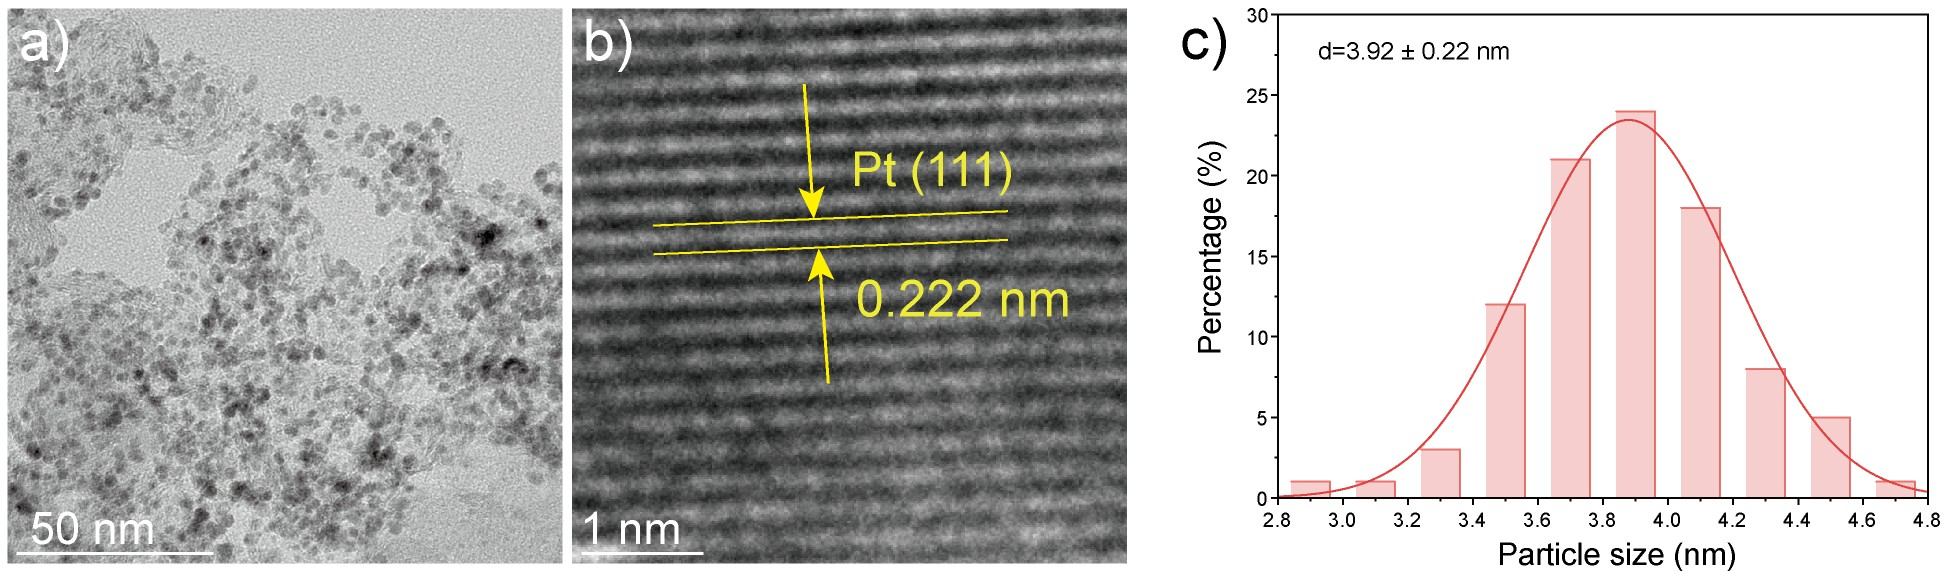 a)
50 nm
b)
Pt (111)
0.222 nm
1 nm
c)
d=3.92 ± 0.22 nm
Percentage (%)
30
25
20
15
10
5
0
2.8 3.0 3.2 3.4 3.6 3.8 4.0 4.2 4.4 4.6 4.8
Particle size (nm)